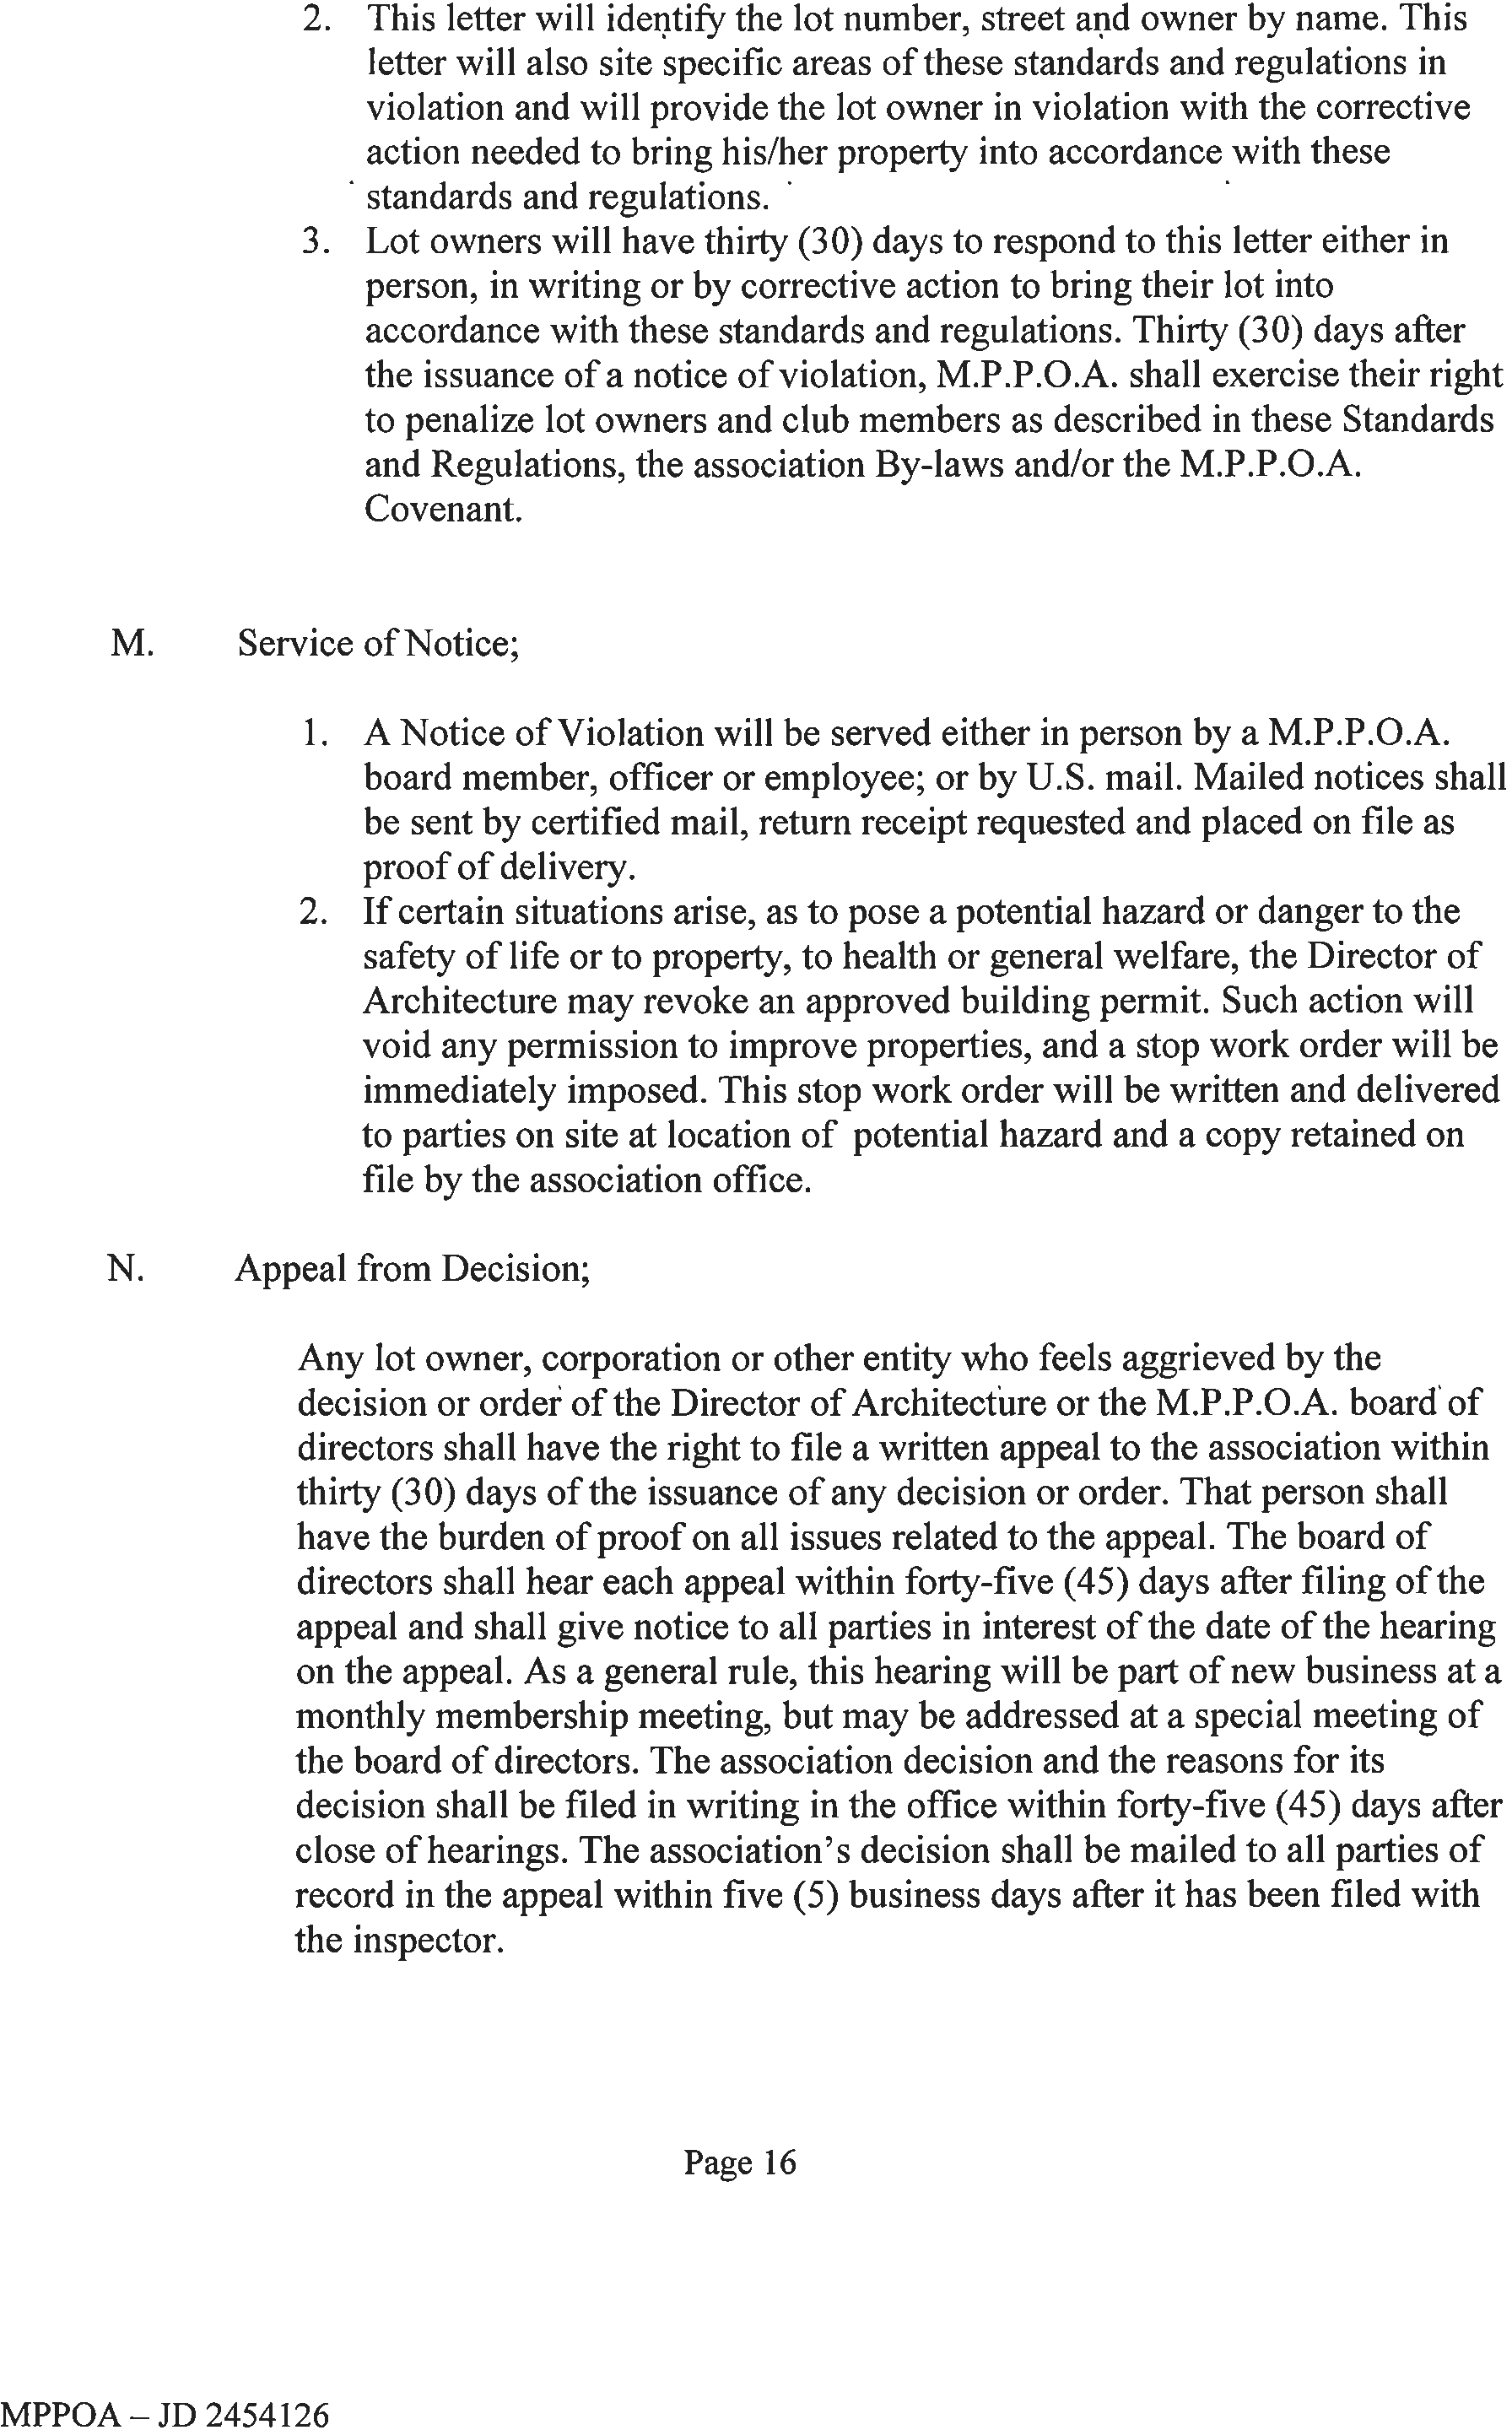 2. This letter will identify the lot number, street and owner by name. This
letter will also site specific areas of these standards and regulations in
violation and will provide the lot owner in violation with the corrective
action needed to bring his/her property into accordance with these
standards and regulations.
3. Lot owners will have thirty (30) days to respond to this letter either in
person, in writing or by corrective action to bring their lot into
accordance with these standards and regulations. Thirty (30) days after
the issuance of a notice of violation, M.P.P.O.A. shall exercise their right
to penalize lot owners and club members as described in these Standards
and Regulations, the association By-laws and/or the M.P.P.O.A.
Covenant.
M. Service of Notice;
1. A Notice of Violation will be served either in person by a M.P.P.O.A.
board member, officer or employee; or by U.S. mail. Mailed notices shall
be sent by certified mail, return receipt requested and placed on file as
proof of delivery.
2. If certain situations arise, as to pose a potential hazard or danger to the
safety of life or to property, to health or general welfare, the Director of
Architecture may revoke an approved building permit. Such action will
void any permission to improve properties, and a stop work order will be
immediately imposed. This stop work order will be written and delivered
to parties on site at location of potential hazard and a copy retained on
file by the association office.
N. Appeal from Decision;
Any lot owner, corporation or other entity who feels aggrieved by the
decision or order of the Director of Architecture or the M.P.P.O.A. board of
directors shall have the right to file a written appeal to the association within
thirty (30) days of the issuance of any decision or order. That person shall
have the burden of proof on all issues related to the appeal. The board of
directors shall hear each appeal within forty-five (45) days after filing of the
appeal and shall give notice to all parties in interest of the date of the hearing
on the appeal. As a general rule, this hearing will be part of new business at a
monthly membership meeting, but may be addressed at a special meeting of
the board of directors. The association decision and the reasons for its
decision shall be filed in writing in the office within forty-five (45) days after
close of hearings. The association’s decision shall be mailed to all parties of
record in the appeal within five (5) business days after it has been filed with
the inspector.
Page 16
MPPOA – JD 2454126